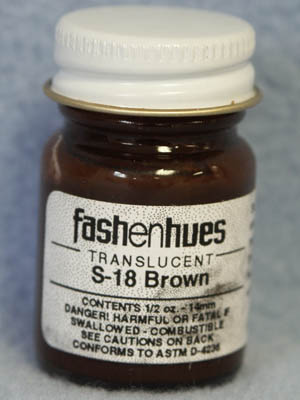 fashenhues
TRANSLUCENT
S-18 Brown
CONTENTS 1/2 oz. - 14mm
DANGER! HARMFUL OR FATAL IF
SWALLOWED - COMBUSTIBLE
SEE CAUTIONS ON BACK
CONFORMS TO ASTM D-4236